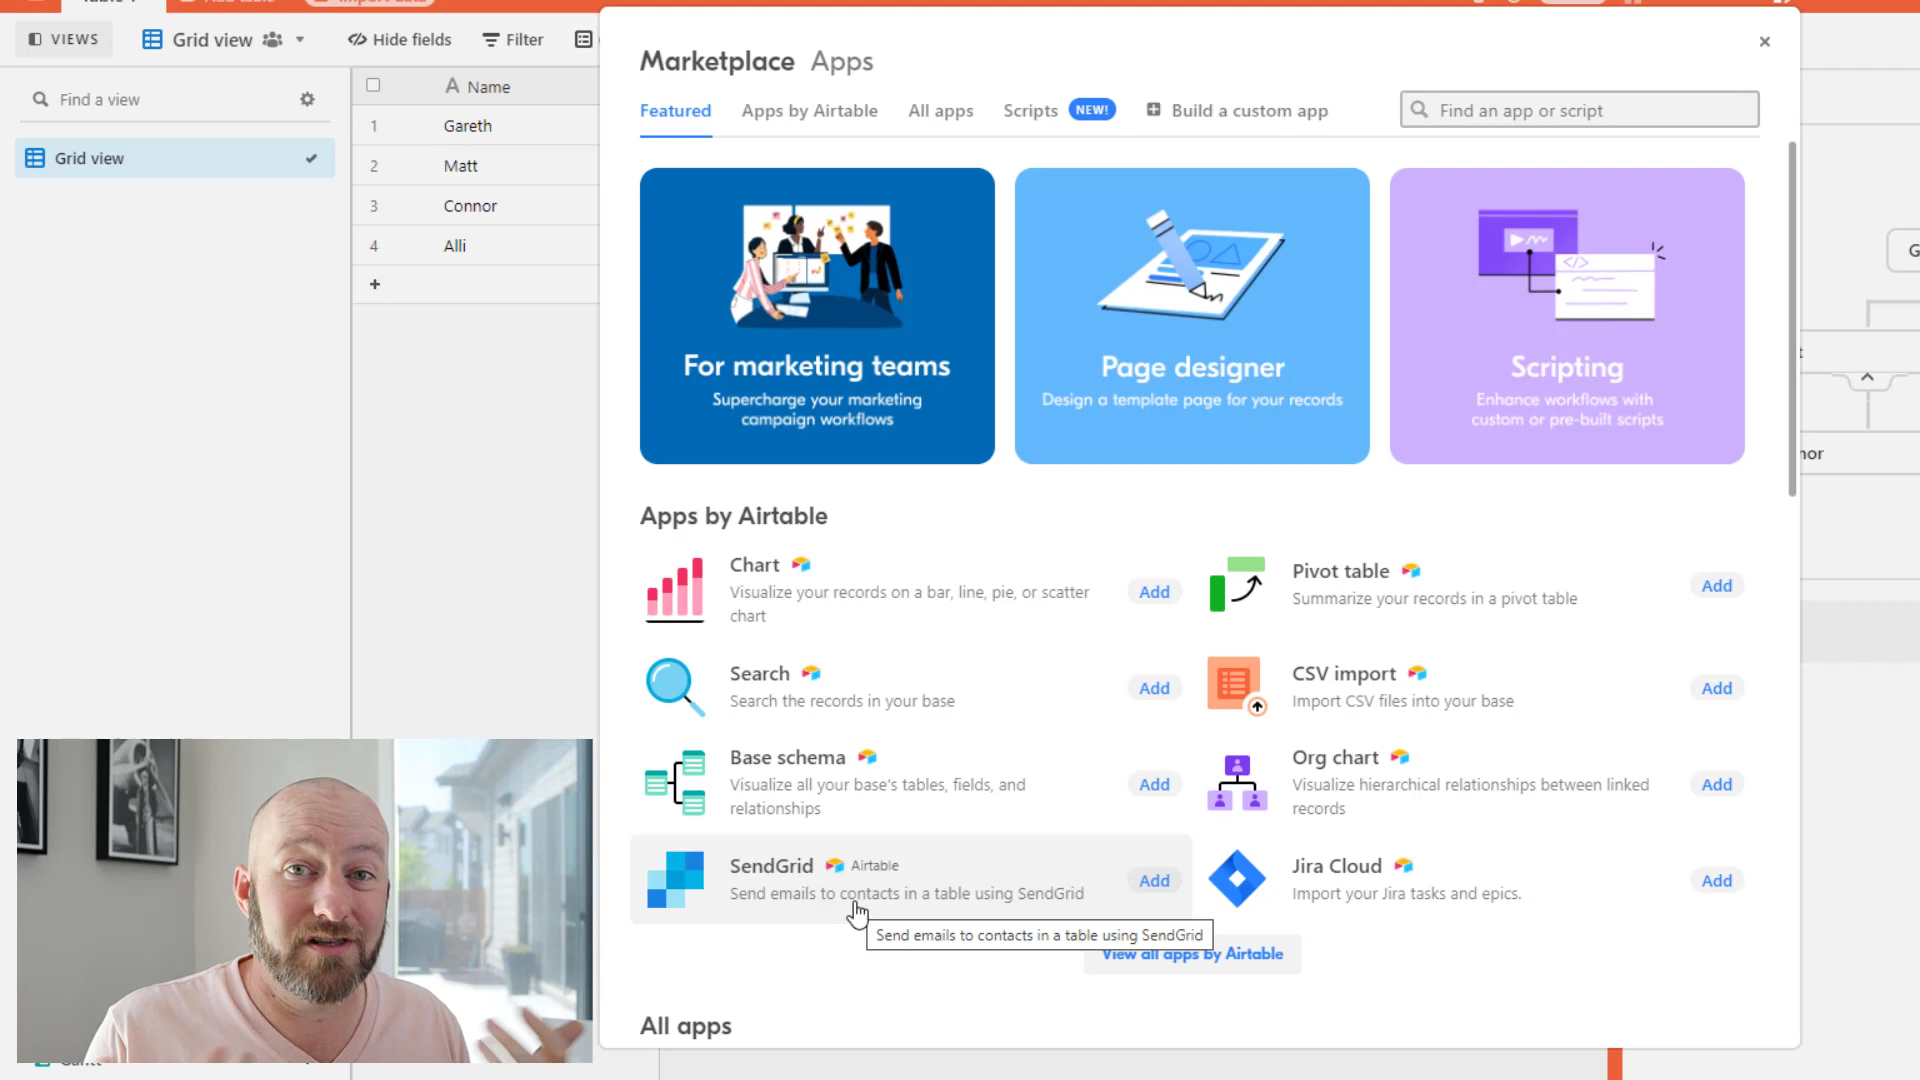 VIEWS
Grid view
Hide fields
Filter
Find a view
Grid view
Name
1 Gareth
2 Matt
3 Connor
4 Alli
+
Marketplace Apps
Featured
Apps by Airtable
All apps
Scripts NEW!
Build a custom app
Find an app or script
For marketing teams
Supercharge your marketing
campaign workflows
Page designer
Design a template page for your records
Scripting
Enhance workflows with
custom or pre-built scripts
Apps by Airtable
Chart
Visualize your records on a bar, line, pie, or scatter
chart
Add
Pivot table
Summarize your records in a pivot table
Add
Search
Search the records in your base
Add
CSV import
Import CSV files into your base
Add
Base schema
Visualize all your base's tables, fields, and
relationships
Add
Org chart
Visualize hierarchical relationships between linked
records
Add
SendGrid Airtable
Send emails to contacts in a table using SendGrid
Add
Jira Cloud
Import your Jira tasks and epics.
Add
Send emails to contacts in a table using SendGrid
View all apps by Airtable
All apps